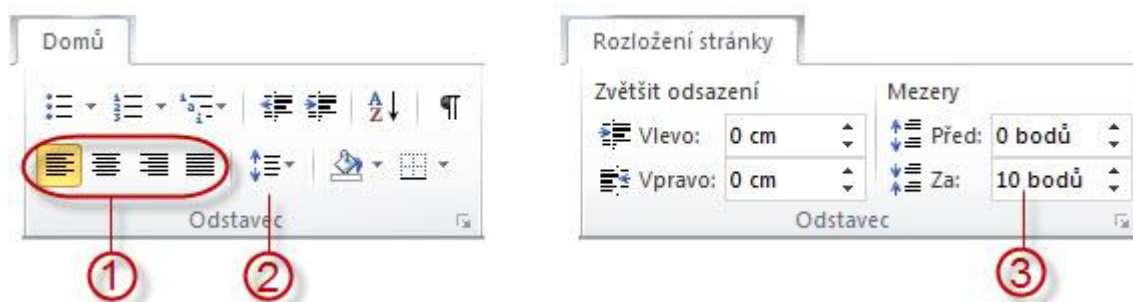 Domů
Odstavec
1
2
Rozložení stránky
Zvětšit odsazení
Vlevo: 0 cm
Vpravo: 0 cm
Mezery
Před: 0 bodů
Za: 10 bodů
Odstavec
3